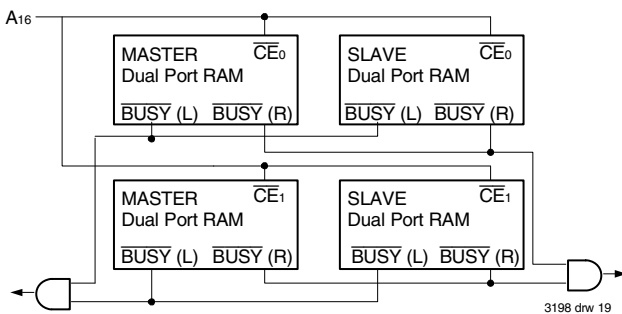 A16
MASTER CE0
Dual Port RAM
BUSY (L) BUSY (R)
SLAVE CE0
Dual Port RAM
BUSY (L) BUSY (R)
MASTER CE1
Dual Port RAM
BUSY (L) BUSY (R)
SLAVE CE1
Dual Port RAM
BUSY (L) BUSY (R)
3198 drw 19